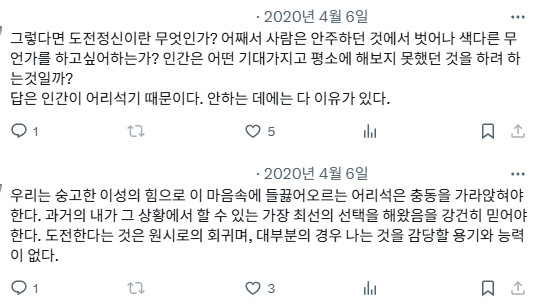 · 2020년 4월 6일
그렇다면 도전정신이란 무엇인가? 어째서 사람은 안주하던 것에서 벗어나 색다른 무
언가를 하고싶어하는가? 인간은 어떤 기대가지고 평소에 해보지 못했던 것을 하려 하
는것일까?
답은 인간이 어리석기 때문이다. 안하는 데에는 다 이유가 있다.
1 5
· 2020년 4월 6일
우리는 숭고한 이성의 힘으로 이 마음속에 들끓어오르는 어리석은 충동을 가라앉혀야
한다. 과거의 내가 그 상황에서 할 수 있는 가장 최선의 선택을 해왔음을 강건히 믿어야
한다. 도전한다는 것은 원시로의 회귀며, 대부분의 경우 나는 것을 감당할 용기와 능력
이 없다.
1 3